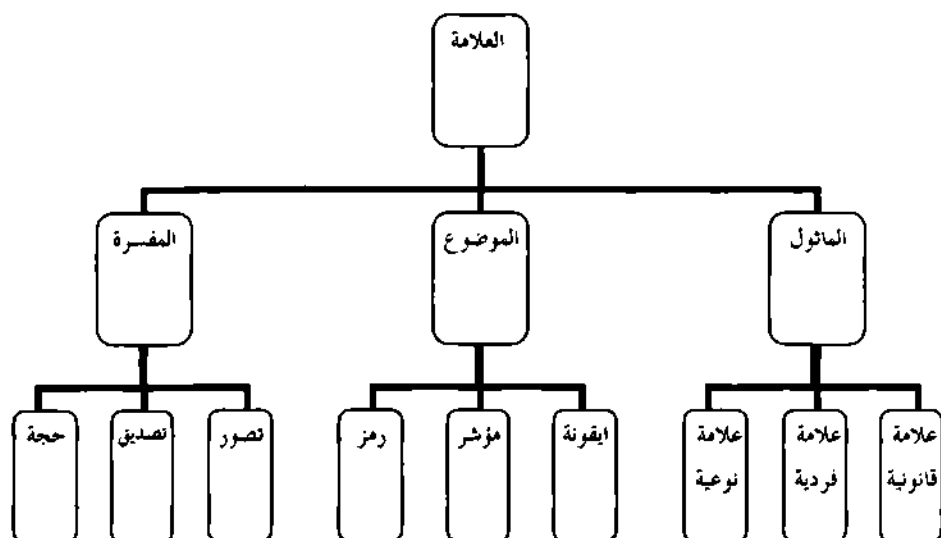 العلامة
الماثول
الموضوع
المفسرة
علامة
قانونية
علامة
فردية
علامة
نوعية
ايقونة
مؤشر
رمز
تصور
تصديق
حجة